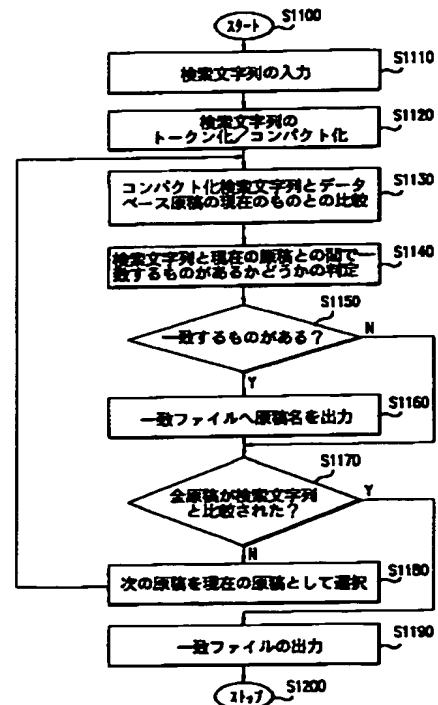 スタート
S1100
S1110
検索文字列の入力
S1120
検索文字列の
トークン化／コンパクト化
S1130
コンパクト化検索文字列とデータ
ベース原稿の現在のものとの比較
S1140
検索文字列と現在の原稿との間で一
致するものがあるかどうかの判定
S1150
一致するものがある？
N
Y
S1160
一致ファイルへ原稿名を出力
S1170
全原稿が検索文字列
と比較された？
Y
N
S1180
次の原稿を現在の原稿として選択
S1190
一致ファイルの出力
ストップ
S1200